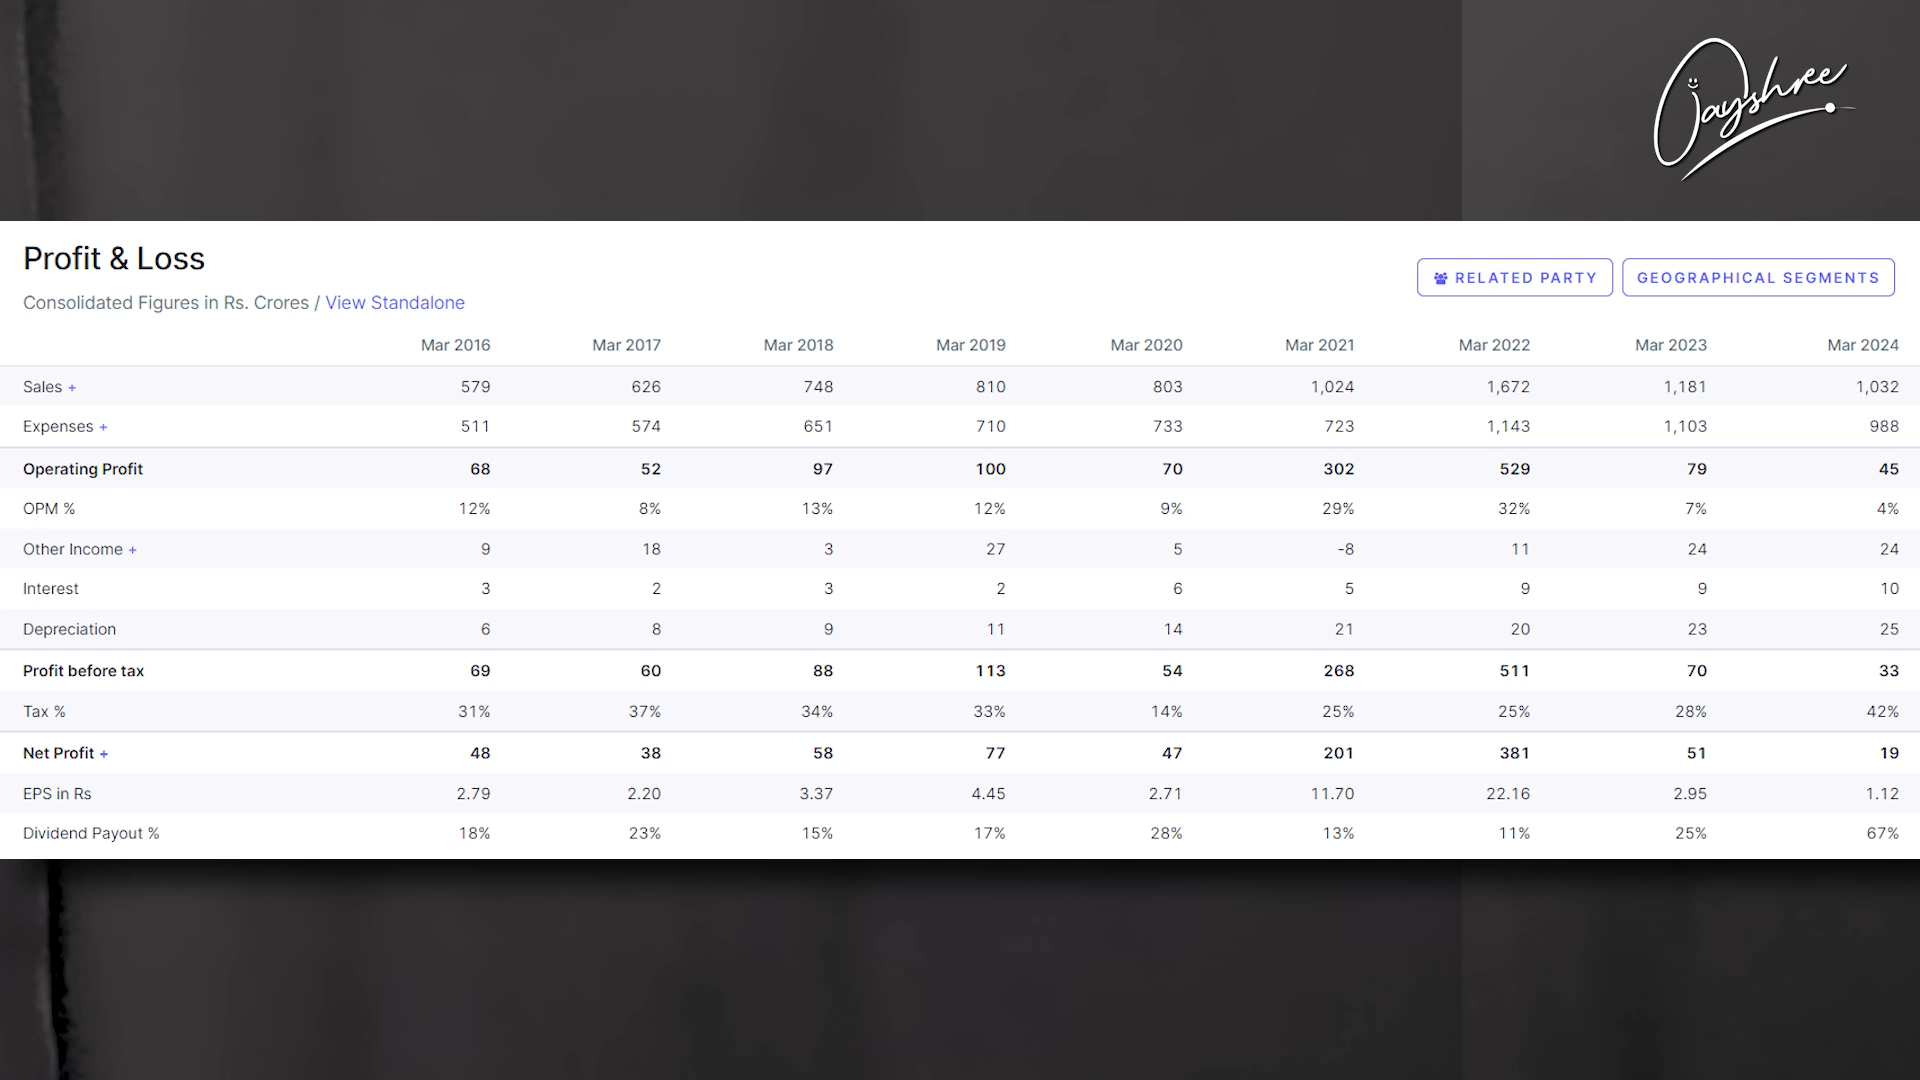 Jayshree
Profit & Loss
RELATED PARTY
GEOGRAPHICAL SEGMENTS
Consolidated Figures in Rs. Crores / View Standalone
Mar 2016 Mar 2017 Mar 2018 Mar 2019 Mar 2020 Mar 2021 Mar 2022 Mar 2023 Mar 2024
Sales + 579 626 748 810 803 1,024 1,672 1,181 1,032
Expenses + 511 574 651 710 733 723 1,143 1,103 988
Operating Profit 68 52 97 100 70 302 529 79 45
OPM % 12% 8% 13% 12% 9% 29% 32% 7% 4%
Other Income + 9 18 3 27 5 -8 11 24 24
Interest 3 2 3 2 6 5 9 9 10
Depreciation 6 8 9 11 14 21 20 23 25
Profit before tax 69 60 88 113 54 268 511 70 33
Tax % 31% 37% 34% 33% 14% 25% 25% 28% 42%
Net Profit + 48 38 58 77 47 201 381 51 19
EPS in Rs 2.79 2.20 3.37 4.45 2.71 11.70 22.16 2.95 1.12
Dividend Payout % 18% 23% 15% 17% 28% 13% 11% 25% 67%